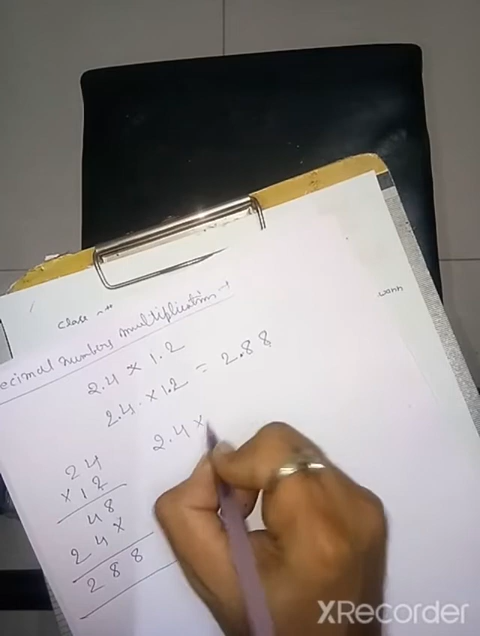 Class
ecimal numbers multiplication
2.4 × 1.2
2.4 × 1.2 = 2.88
2.4 ×
24
×12
48
24×
288
XRecorder